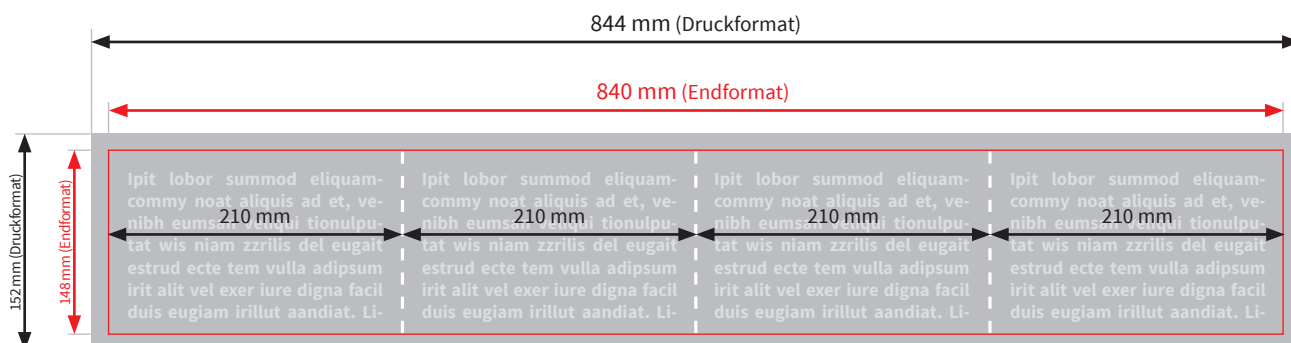 844 mm (Druckformat)
840 mm (Endformat)
152 mm (Druckformat)
148 mm (Endformat)
Ipit lobor summod eliquam-
commy noat aliquis ad et, ve-
nibh eumsan veliqui tionulpu-
tat wis niam zzrilis del eugait
estrud ecte tem vulla adipsum
irit alit vel exer iure digna facil
duis eugiam irillut aandiat. Li-
210 mm
Ipit lobor summod eliquam-
commy noat aliquis ad et, ve-
nibh eumsan veliqui tionulpu-
tat wis niam zzrilis del eugait
estrud ecte tem vulla adipsum
irit alit vel exer iure digna facil
duis eugiam irillut aandiat. Li-
210 mm
Ipit lobor summod eliquam-
commy noat aliquis ad et, ve-
nibh eumsan veliqui tionulpu-
tat wis niam zzrilis del eugait
estrud ecte tem vulla adipsum
irit alit vel exer iure digna facil
duis eugiam irillut aandiat. Li-
210 mm
Ipit lobor summod eliquam-
commy noat aliquis ad et, ve-
nibh eumsan veliqui tionulpu-
tat wis niam zzrilis del eugait
estrud ecte tem vulla adipsum
irit alit vel exer iure digna facil
duis eugiam irillut aandiat. Li-
210 mm